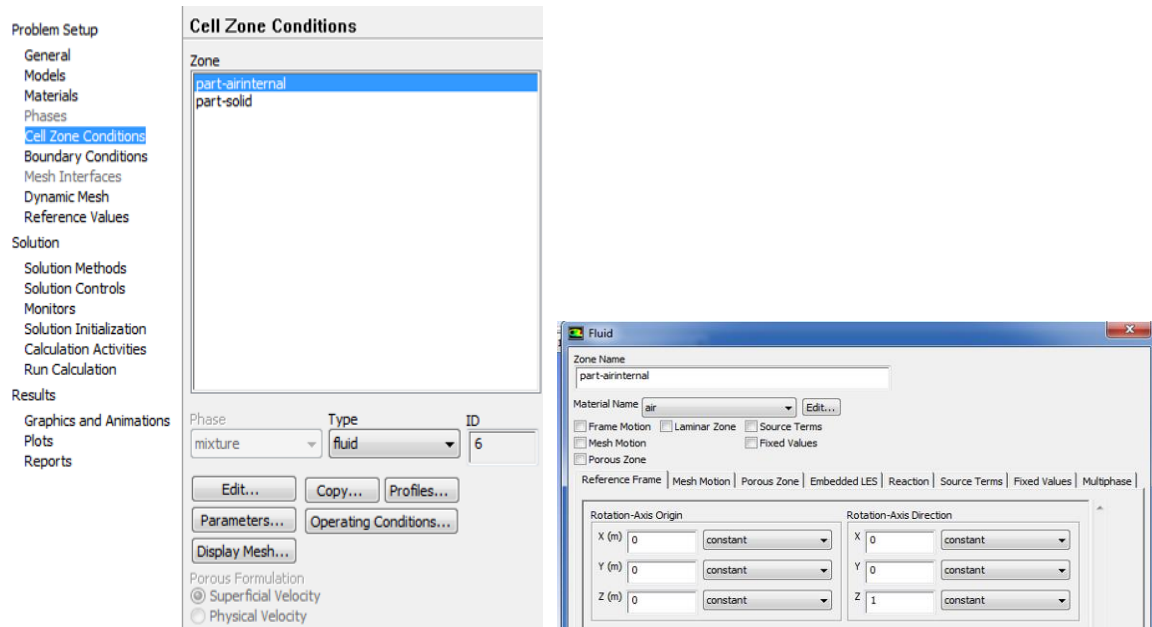 Problem Setup
General
Models
Materials
Phases
Cell Zone Conditions
Boundary Conditions
Mesh Interfaces
Dynamic Mesh
Reference Values
Solution
Solution Methods
Solution Controls
Monitors
Solution Initialization
Calculation Activities
Run Calculation
Results
Graphics and Animations
Plots
Reports
Cell Zone Conditions
Zone
part-airinternal
part-solid
Phase Type ID
mixture fluid 6
Edit... Copy... Profiles...
Parameters... Operating Conditions...
Display Mesh...
Porous Formulation
Superficial Velocity
Physical Velocity
Fluid
Zone Name
part-airinternal
Material Name air Edit...
Frame Motion Laminar Zone Source Terms
Mesh Motion Fixed Values
Porous Zone
Reference Frame Mesh Motion Porous Zone Embedded LES Reaction Source Terms Fixed Values Multiphase
Rotation-Axis Origin Rotation-Axis Direction
X (m) 0 constant X 0 constant
Y (m) 0 constant Y 0 constant
Z (m) 0 constant Z 1 constant